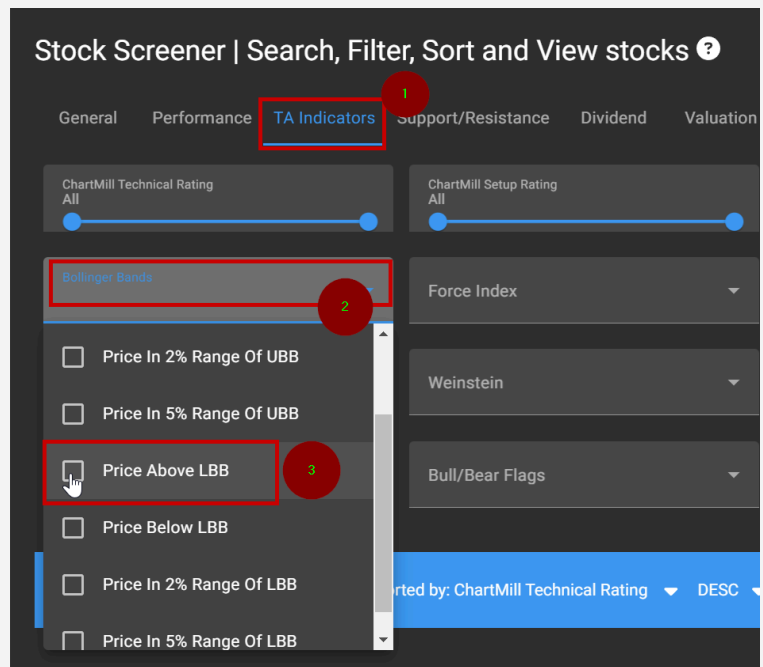 Stock Screener | Search, Filter, Sort and View stocks ?
1
General Performance TA Indicators Support/Resistance Dividend Valuation
ChartMill Technical Rating
All
ChartMill Setup Rating
All
Bollinger Bands
2
Force Index
Price In 2% Range Of UBB
Weinstein
Price In 5% Range Of UBB
Price Above LBB
3
Bull/Bear Flags
Price Below LBB
Price In 2% Range Of LBB
rted by: ChartMill Technical Rating DESC
Price In 5% Range Of LBB